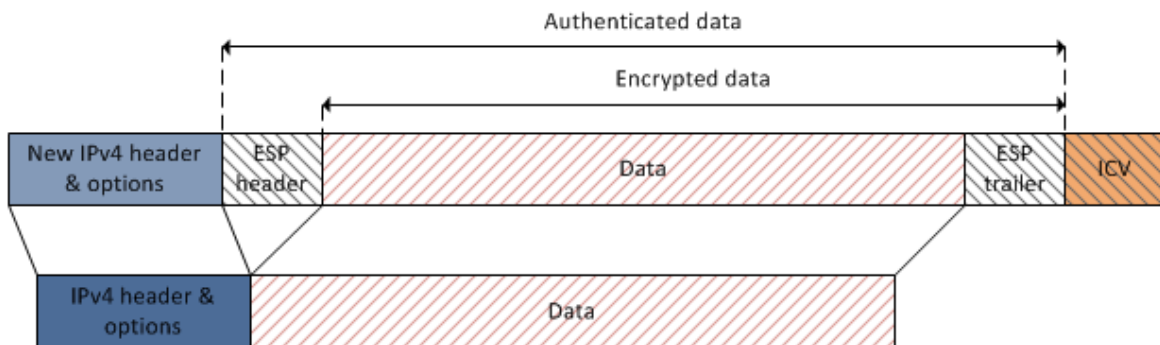 Authenticated data
Encrypted data
New IPv4 header
& options
ESP
header
Data
ESP
trailer
ICV
IPv4 header &
options
Data